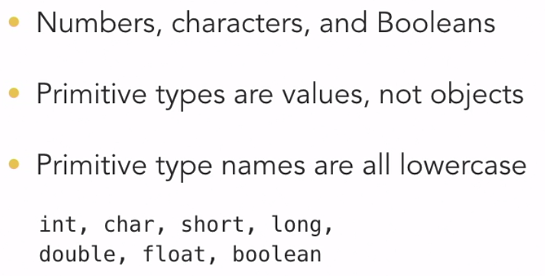 • Numbers, characters, and Booleans
• Primitive types are values, not objects
• Primitive type names are all lowercase
int, char, short, long,
double, float, boolean